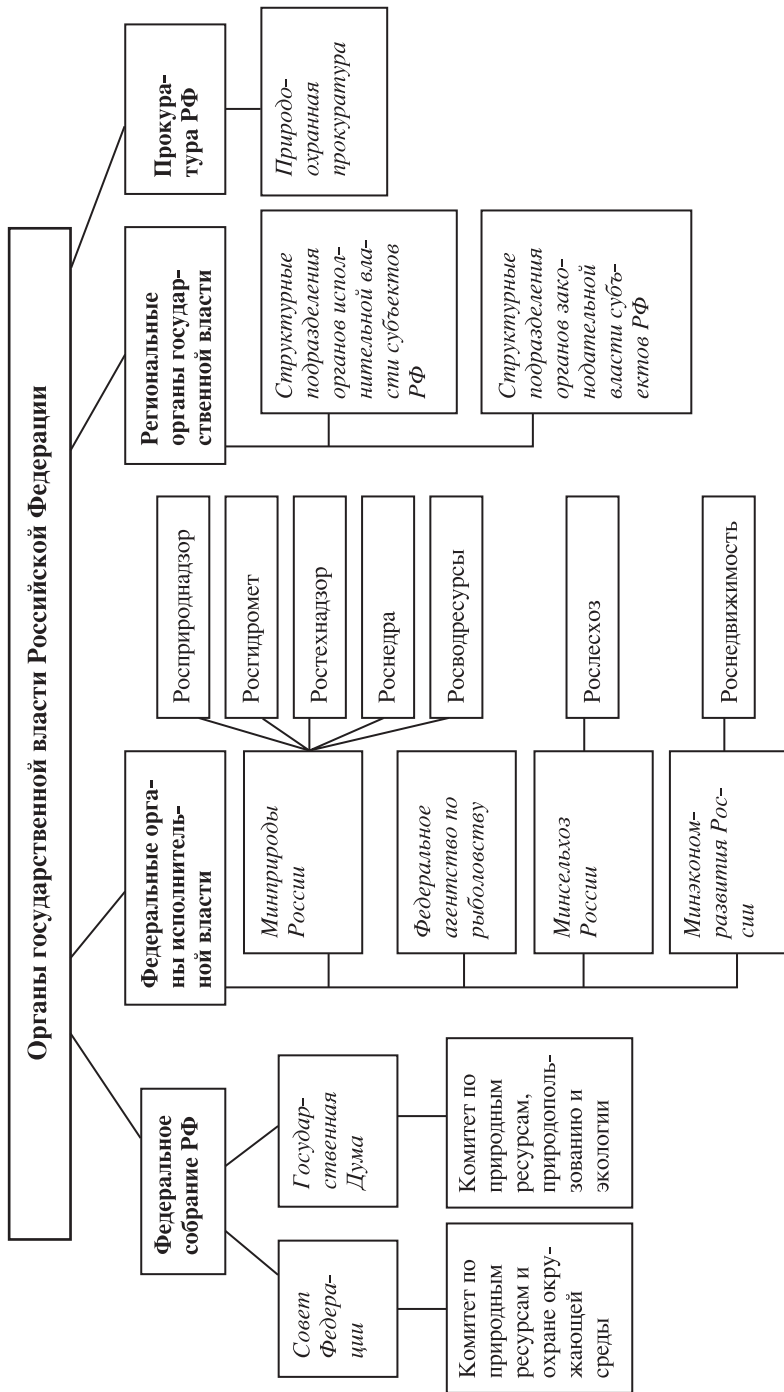 Органы государственной власти Российской Федерации
Федеральное
собрание РФ
Совет
Федера-
ции
Комитет по
природным
ресурсам и
охране окру-
жающей
среды
Государ-
ственная
Дума
Комитет по
природным
ресурсам,
природополь-
зованию и
экологии
Федеральные орга-
ны исполнитель-
ной власти
Минприроды
России
Росприроднадзор
Росгидромет
Ростехнадзор
Роснедра
Росводресурсы
Федеральное
агентство по
рыболовству
Минсельхоз
России
Рослесхоз
Минэконом-
развития Рос-
сии
Роснедвижимость
Региональные
органы государ-
ственной власти
Структурные
подразделения
органов испол-
нительной вла-
сти субъектов
РФ
Структурные
подразделения
органов зако-
нодательной
власти субъ-
ектов РФ
Прокура-
тура РФ
Природо-
охранная
прокуратура